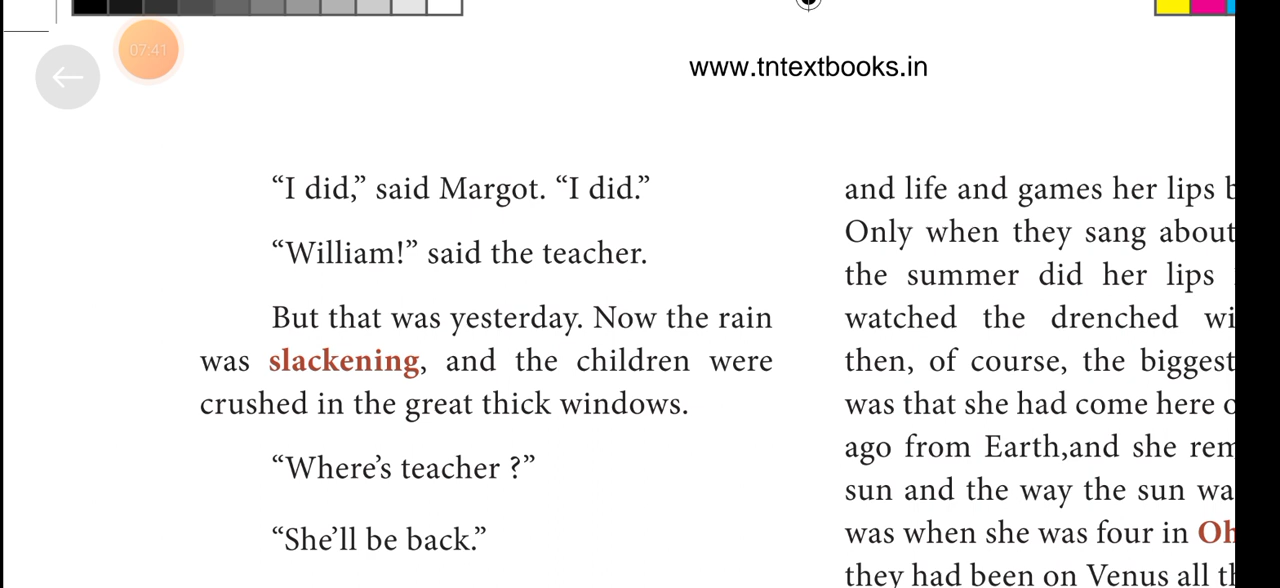 07:41
www.tntextbooks.in
“I did,” said Margot. “I did.”
“William!” said the teacher.
But that was yesterday. Now the rain
was slackening, and the children were
crushed in the great thick windows.
“Where’s teacher ?”
“She’ll be back.”
and life and games her lips
Only when they sang about
the summer did her lips
watched the drenched
then, of course, the biggest
was that she had come here
ago from Earth,and she
sun and the way the sun
was when she was four in
they had been on Venus all